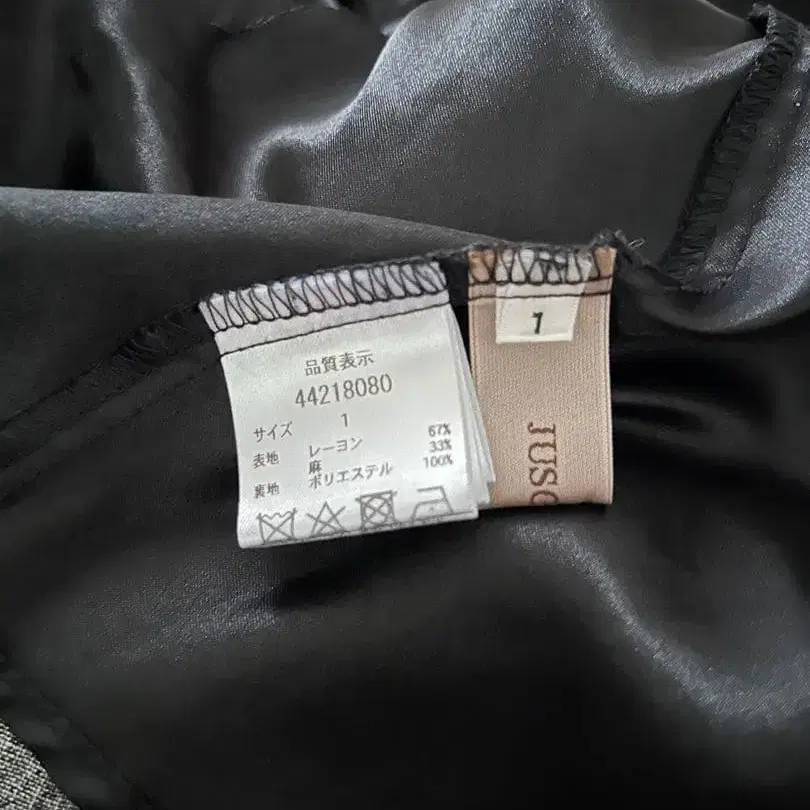 品質表示
44218080
サイズ 1
表地 レーヨン 67%
麻 33%
裏地 ポリエステル 100%
1